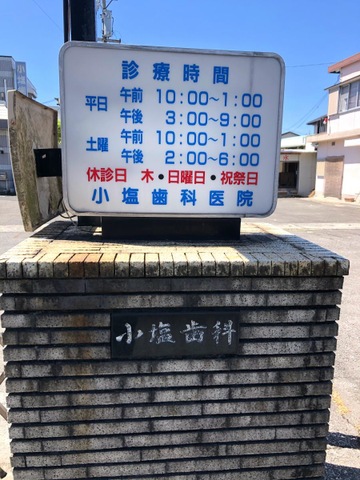 診療時間
平日 午前 10:00〜1:00
午後 3:00〜9:00
土曜 午前 10:00〜1:00
午後 2:00〜6:00
休診日 木・日曜日・祝祭日
小塩歯科医院
小塩歯科